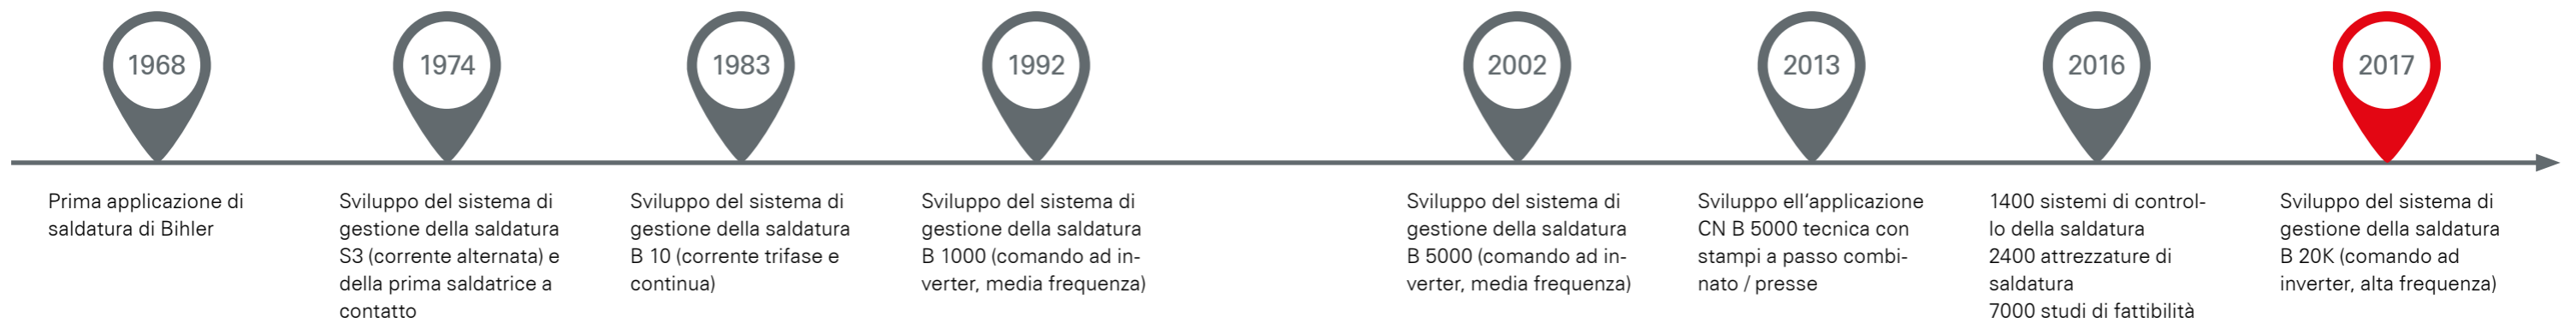 1968
Prima applicazione di
saldatura di Bihler
1974
Sviluppo del sistema di
gestione della saldatura
S3 (corrente alternata) e
della prima saldatrice a
contatto
1983
Sviluppo del sistema di
gestione della saldatura
B 10 (corrente trifase e
continua)
1992
Sviluppo del sistema di
gestione della saldatura
B 1000 (comando ad in-
verter, media frequenza)
2002
Sviluppo del sistema di
gestione della saldatura
B 5000 (comando ad in-
verter, media frequenza)
2013
Sviluppo ell‘applicazione
CN B 5000 tecnica con
stampi a passo combi-
nato / presse
2016
1400 sistemi di control-
lo della saldatura
2400 attrezzature di
saldatura
7000 studi di fattibilità
2017
Sviluppo del sistema di
gestione della saldatura
B 20K (comando ad
inverter, alta frequenza)